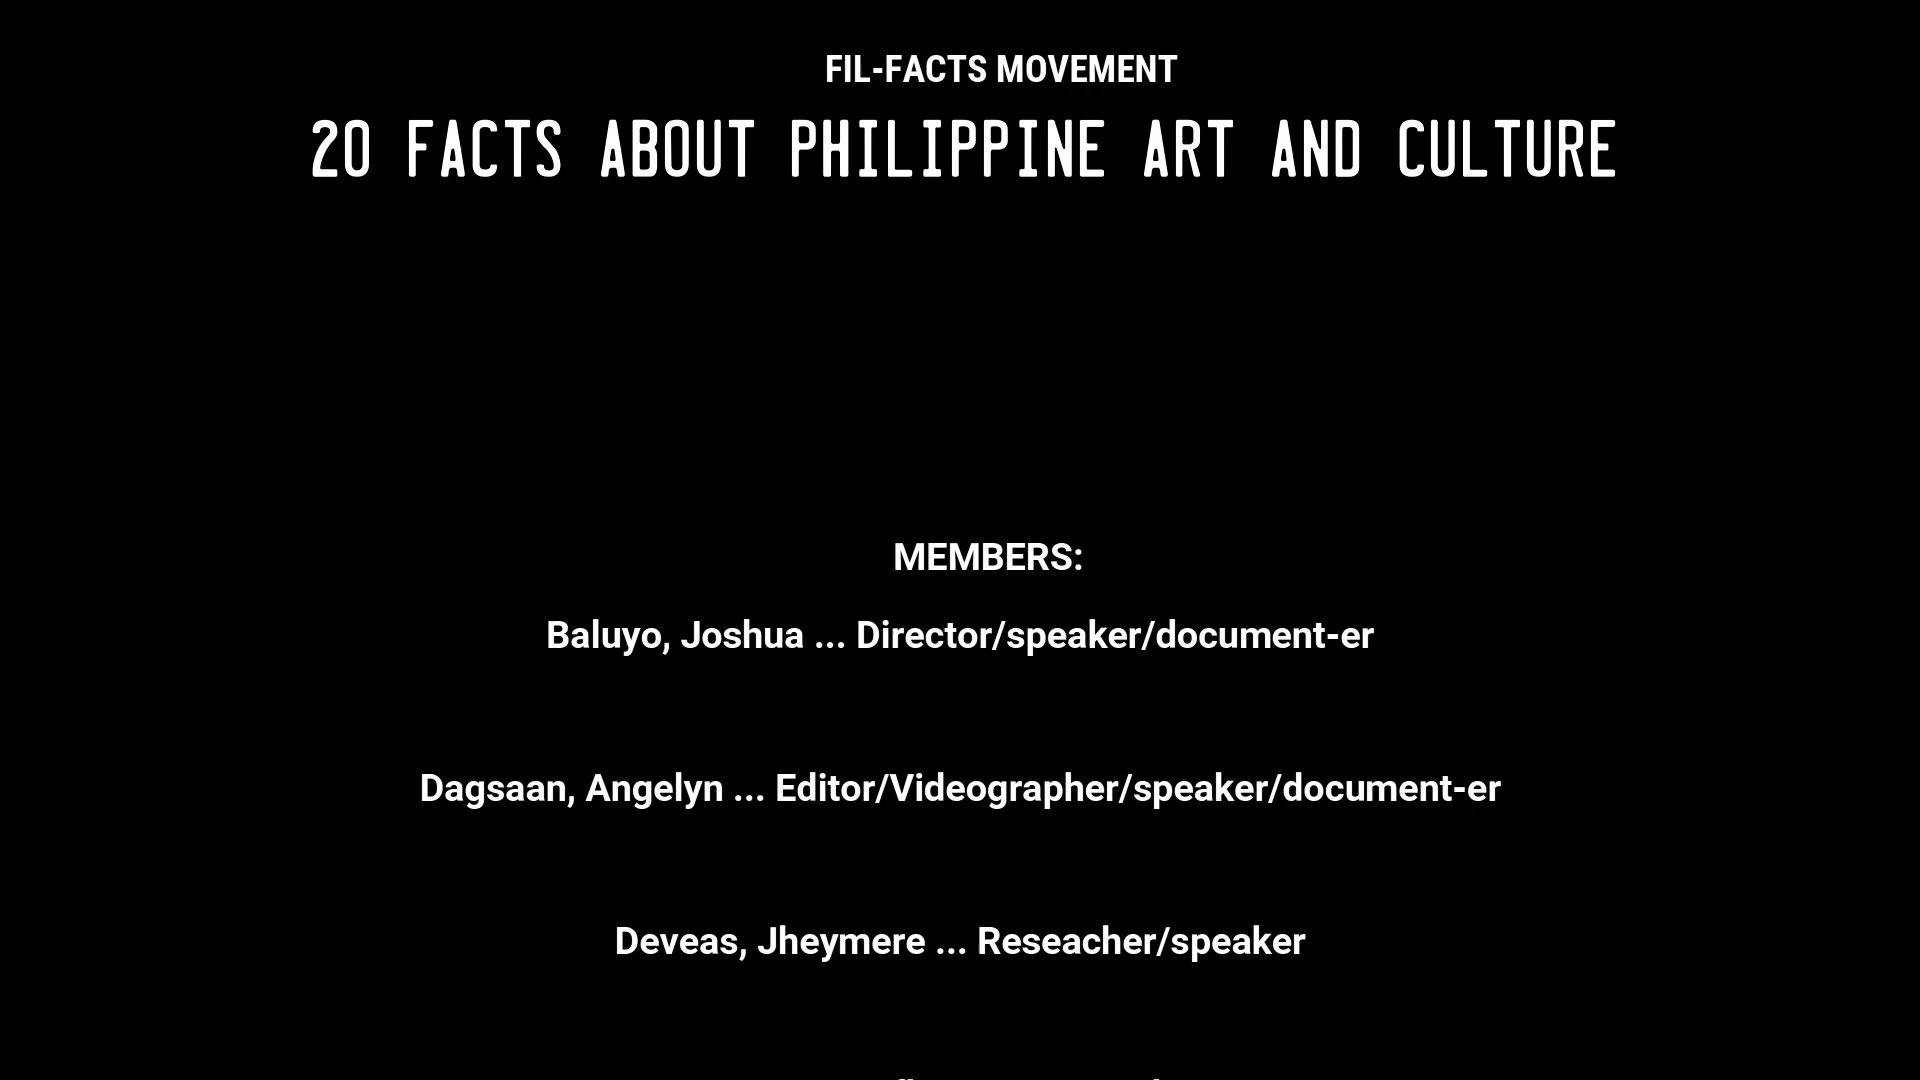 FIL-FACTS MOVEMENT
20 FACTS ABOUT PHILIPPINE ART AND CULTURE
MEMBERS:
Baluyo, Joshua ... Director/speaker/document-er
Dagsaan, Angelyn ... Editor/Videographer/speaker/document-er
Deveas, Jheymere ... Reseacher/speaker